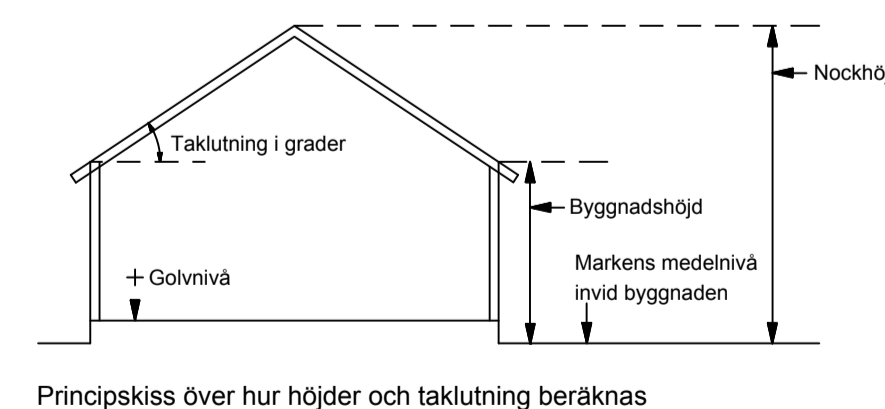 Nockhöj
Taklutning i grader
Byggnadshöjd
+ Golvnivå
Markens medelnivå
invid byggnaden
Principskiss över hur höjder och taklutning beräknas